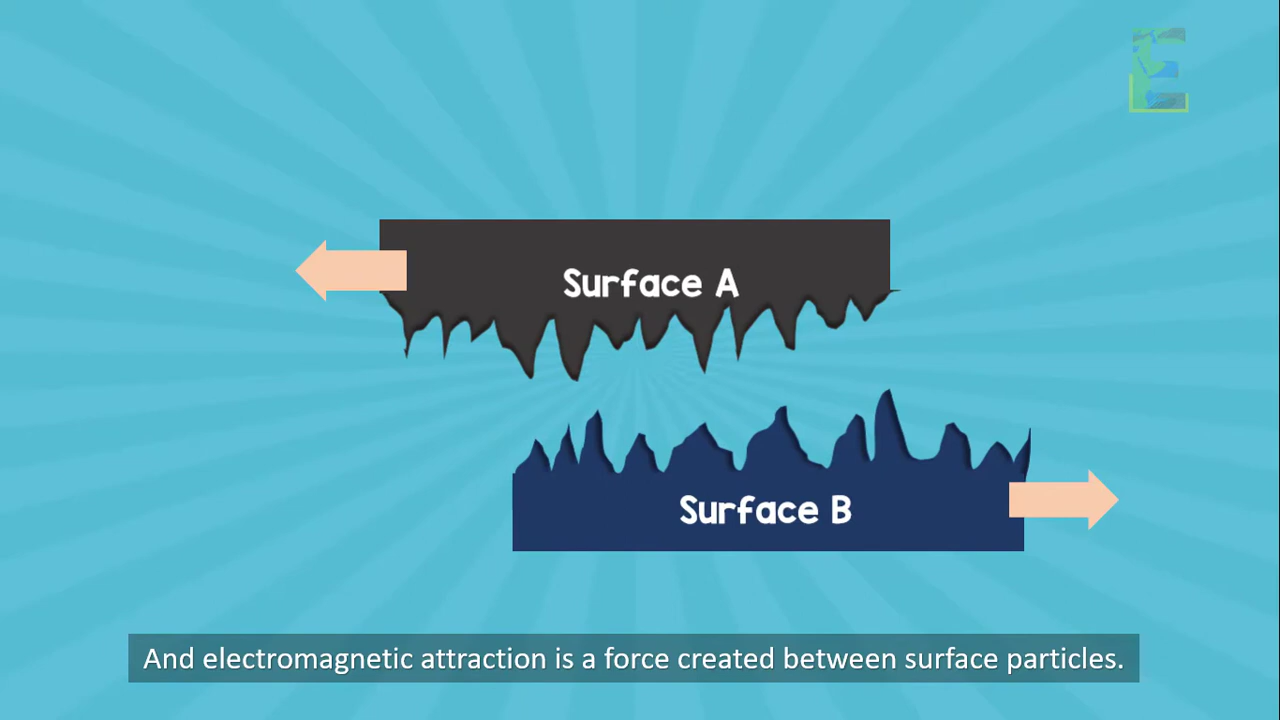 Surface A
Surface B
And electromagnetic attraction is a force created between surface particles.